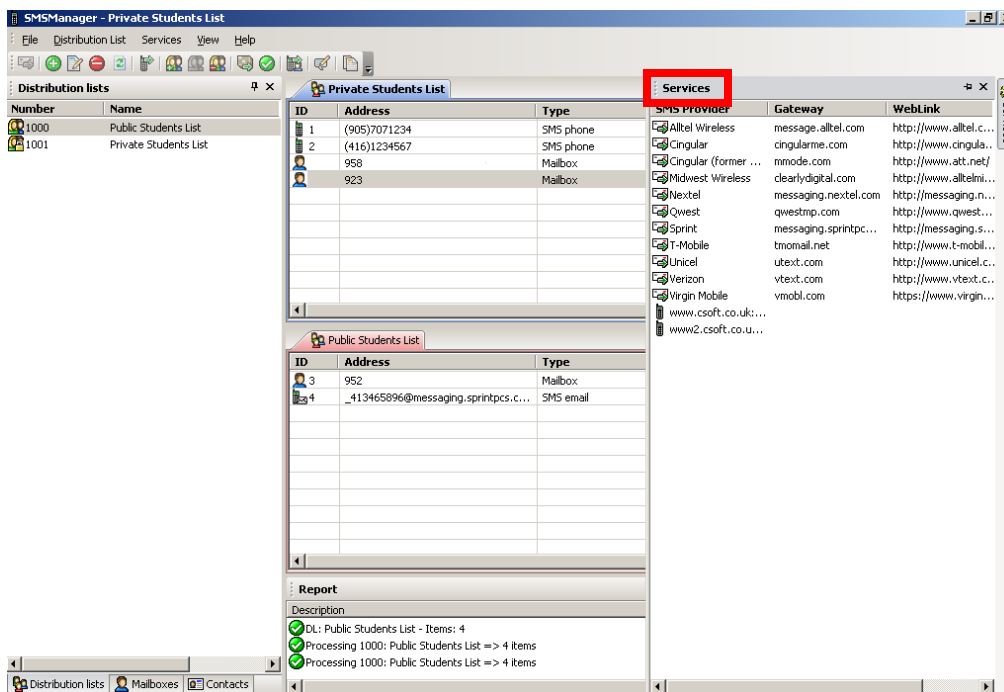 SMSManager - Private Students List
File Distribution List Services View Help
Distribution lists
Number Name
1000 Public Students List
1001 Private Students List
Distribution lists Mailboxes Contacts
Private Students List
ID Address Type
1 (905)7071234 SMS phone
2 (416)1234567 SMS phone
958 Mailbox
923 Mailbox
Public Students List
ID Address Type
3 952 Mailbox
4 _413465896@messaging.sprintpcs.c... SMS email
Report
Description
DL: Public Students List - Items: 4
Processing 1000: Public Students List => 4 items
Processing 1000: Public Students List => 4 items
Services
SMS Provider Gateway WebLink
Alltel Wireless message.alltel.com http://www.alltel.c...
Cingular cingularme.com http://www.cingula..
Cingular (former ... mmode.com http://www.att.net/
Midwest Wireless clearlydigital.com http://www.alltelmi...
Nextel messaging.nextel.com http://messaging.n...
Qwest qwestmp.com http://www.qwest...
Sprint messaging.sprintpc... http://messaging.s...
T-Mobile tmomail.net http://www.t-mobil...
Unicel utext.com http://www.unicel.c...
Verizon vtext.com http://www.vtext.c...
Virgin Mobile vmobl.com https://www.virgin...
www.csoft.co.uk:...
www2.csoft.co.u...